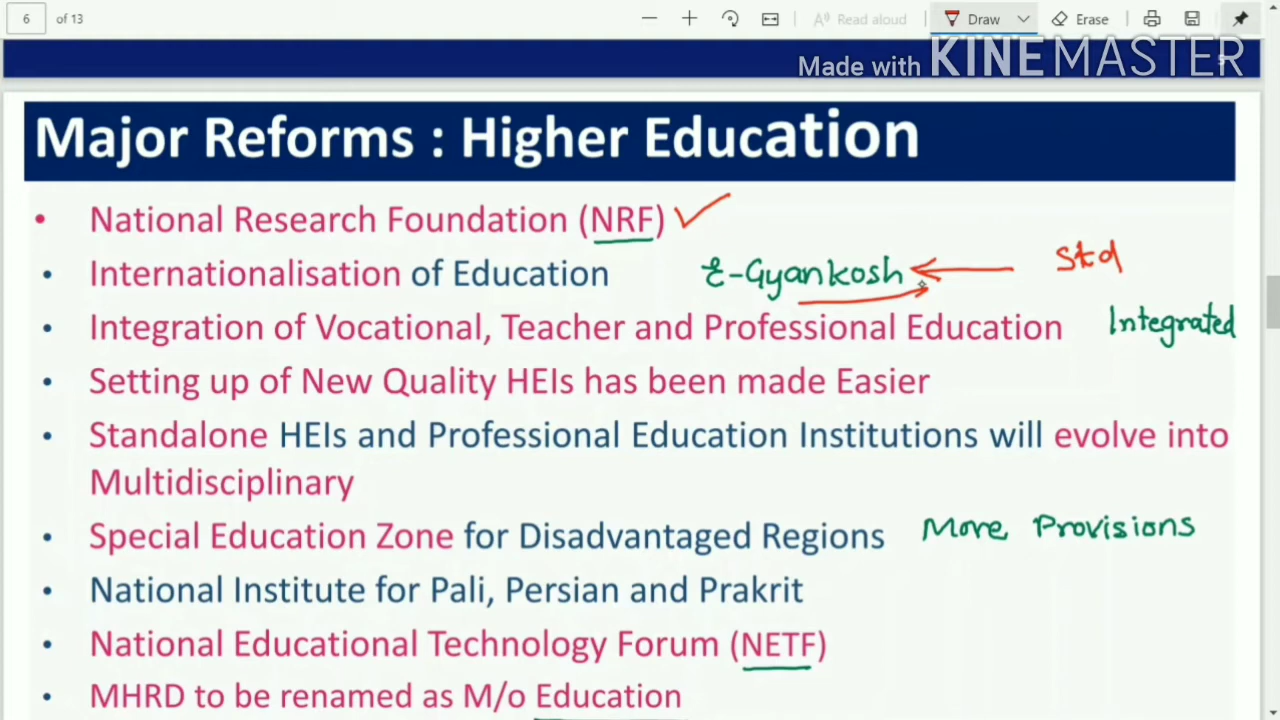 6 of 13 Read aloud Draw Erase
Made with KINEMASTER
Major Reforms : Higher Education
• National Research Foundation (NRF)
• Internationalisation of Education E-Gyankosh Std
• Integration of Vocational, Teacher and Professional Education Integrated
• Setting up of New Quality HEIs has been made Easier
• Standalone HEIs and Professional Education Institutions will evolve into
Multidisciplinary
• Special Education Zone for Disadvantaged Regions More Provisions
• National Institute for Pali, Persian and Prakrit
• National Educational Technology Forum (NETF)
• MHRD to be renamed as M/o Education